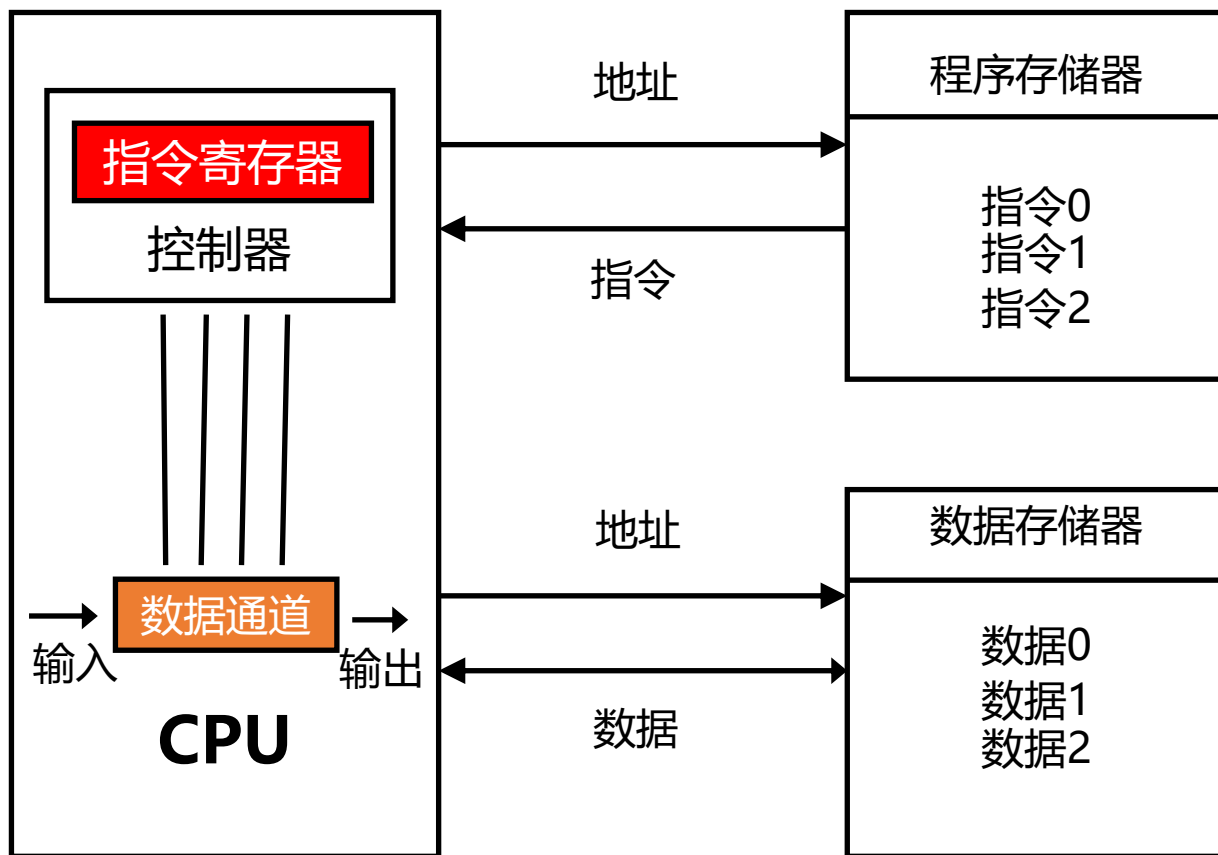 指令寄存器
控制器
数据通道
输入
输出
CPU
地址
指令
地址
数据
程序存储器
指令0
指令1
指令2
数据存储器
数据0
数据1
数据2